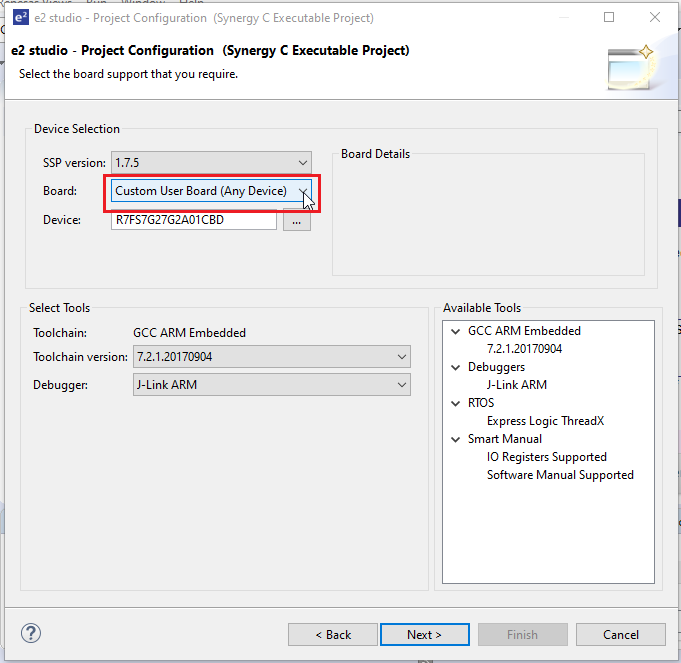 e2 studio - Project Configuration (Synergy C Executable Project)
e2 studio - Project Configuration (Synergy C Executable Project)
Select the board support that you require.
Device Selection
SSP version: 1.7.5
Board: Custom User Board (Any Device)
Device: R7FS7G27G2A01CBD ...
Board Details
Select Tools
Toolchain: GCC ARM Embedded
Toolchain version: 7.2.1.20170904
Debugger: J-Link ARM
Available Tools
GCC ARM Embedded
7.2.1.20170904
Debuggers
J-Link ARM
RTOS
Express Logic ThreadX
Smart Manual
IO Registers Supported
Software Manual Supported
?
< Back Next > Finish Cancel